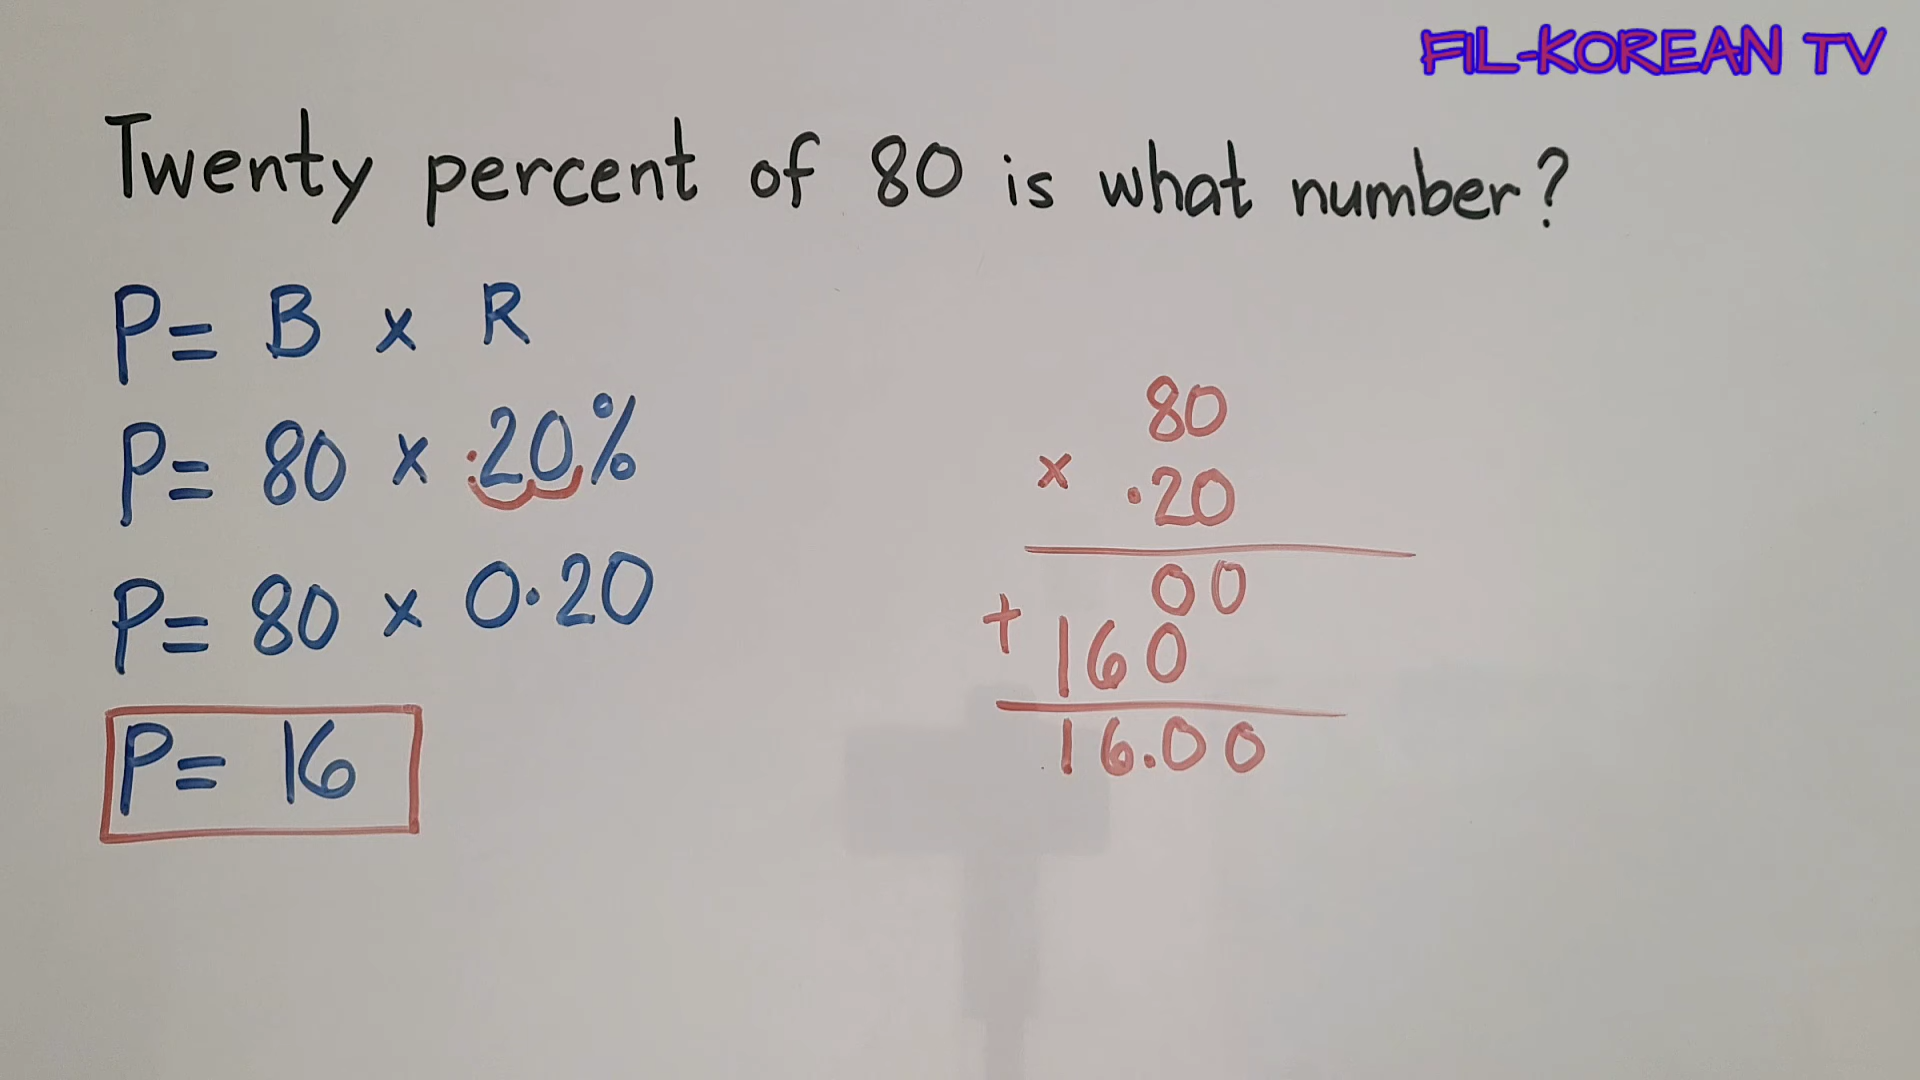 FIL-KOREAN TV
Twenty percent of 80 is what number?
P= B x R
P= 80 x .20%
P= 80 x 0.20
P= 16
80
x .20
00
+ 160
16.00